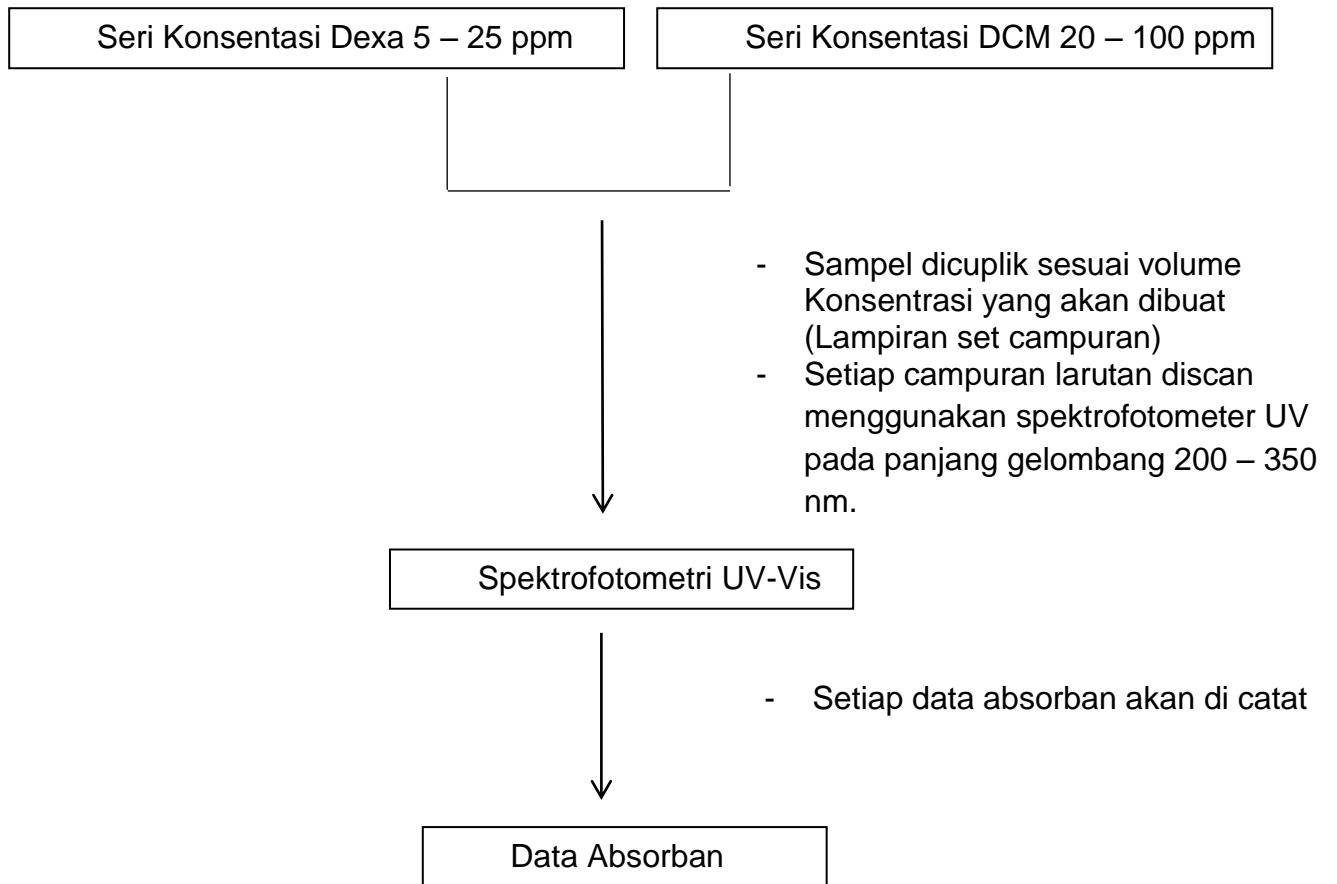 Seri Konsentasi Dexa 5 – 25 ppm
Seri Konsentasi DCM 20 – 100 ppm
- Sampel dicuplik sesuai volume
Konsentrasi yang akan dibuat
(Lampiran set campuran)
- Setiap campuran larutan discan
menggunakan spektrofotometer UV
pada panjang gelombang 200 – 350
nm.
Spektrofotometri UV-Vis
- Setiap data absorban akan di catat
Data Absorban